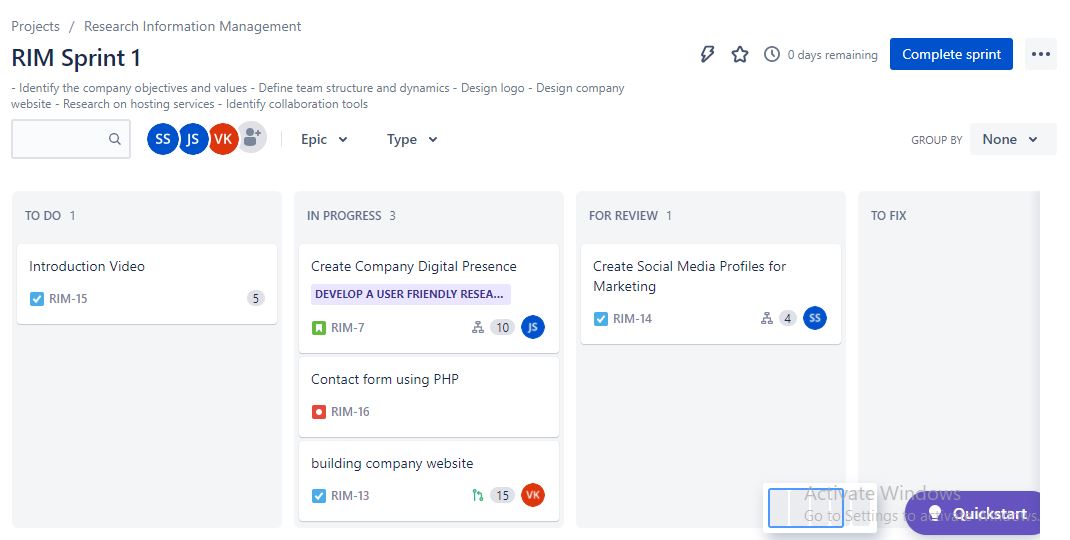 Projects / Research Information Management
RIM Sprint 1
0 days remaining
Complete sprint
- Identify the company objectives and values - Define team structure and dynamics - Design logo - Design company
website - Research on hosting services - Identify collaboration tools
SS JS VK
Epic
Type
GROUP BY
None
TO DO 1
Introduction Video
RIM-15
5
IN PROGRESS 3
Create Company Digital Presence
DEVELOP A USER FRIENDLY RESEA...
RIM-7
10
JS
Contact form using PHP
RIM-16
building company website
RIM-13
15
VK
FOR REVIEW 1
Create Social Media Profiles for
Marketing
RIM-14
4
SS
TO FIX
Activate Windows
Go to Settings to activate Windows.
Quickstart